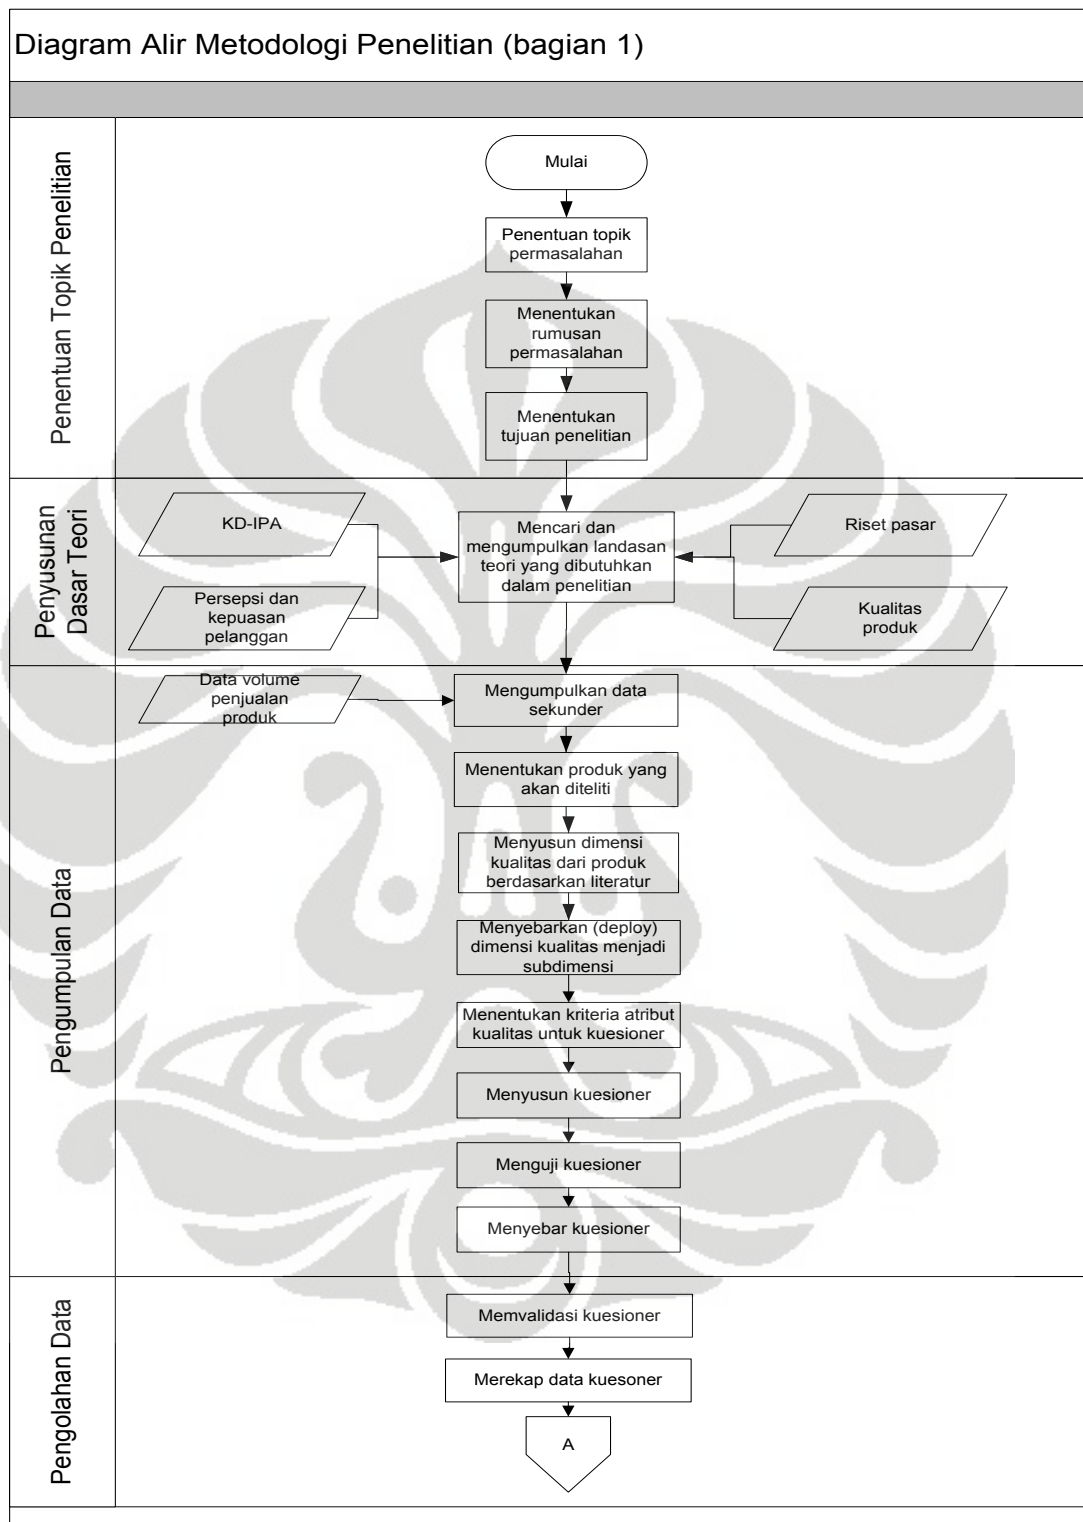 Diagram Alir Metodologi Penelitian (bagian 1)
Penentuan Topik Penelitian
Mulai
Penentuan topik
permasalahan
Menentukan
rumusan
permasalahan
Menentukan
tujuan penelitian
Penyusunan
Dasar Teori
KD-IPA
Persepsi dan
kepuasan
pelanggan
Mencari dan
mengumpulkan landasan
teori yang dibutuhkan
dalam penelitian
Riset pasar
Kualitas
produk
Pengumpulan Data
Data volume
penjualan
produk
Mengumpulkan data
sekunder
Menentukan produk yang
akan diteliti
Menyusun dimensi
kualitas dari produk
berdasarkan literatur
Menyebarkan (deploy)
dimensi kualitas menjadi
subdimensi
Menentukan kriteria atribut
kualitas untuk kuesioner
Menyusun kuesioner
Menguji kuesioner
Menyebar kuesioner
Pengolahan Data
Memvalidasi kuesioner
Merekap data kuesoner
A